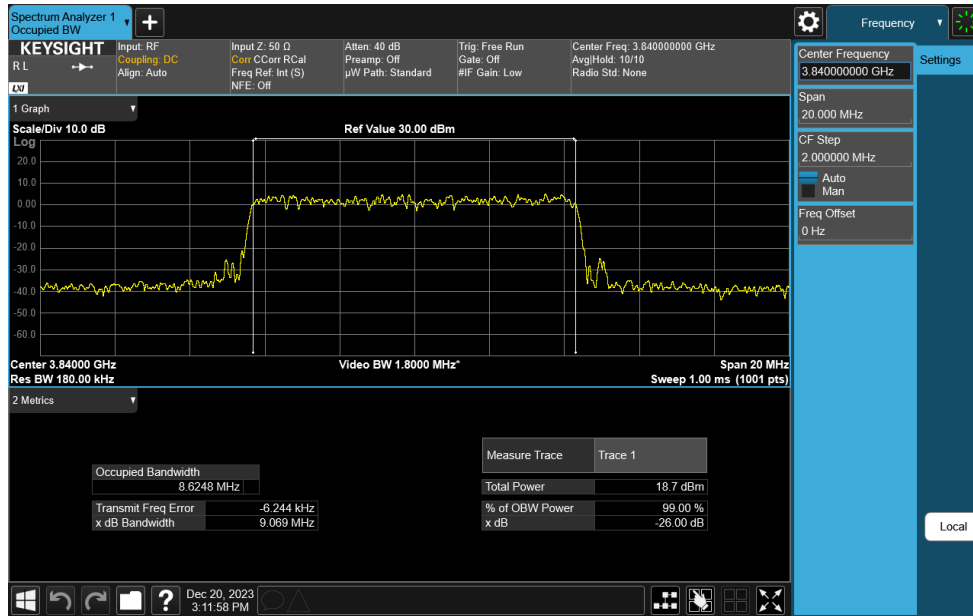 Spectrum Analyzer 1
Occupied BW
+
Frequency
KEYSIGHT
R L
LXI
Input: RF
Coupling: DC
Align: Auto
Input Z: 50 Ω
Corr CCorr RCal
Freq Ref: Int (S)
NFE: Off
Atten: 40 dB
Preamp: Off
µW Path: Standard
Trig: Free Run
Gate: Off
#IF Gain: Low
Center Freq: 3.840000000 GHz
Avg|Hold: 10/10
Radio Std: None
Center Frequency
3.840000000 GHz
Settings
Span
20.000 MHz
CF Step
2.000000 MHz
Auto
Man
Freq Offset
0 Hz
Local
1 Graph
Scale/Div 10.0 dB
Ref Value 30.00 dBm
Log
20.0
10.0
0.00
-10.0
-20.0
-30.0
-40.0
-50.0
-60.0
Center 3.84000 GHz
Video BW 1.8000 MHz*
Span 20 MHz
Res BW 180.00 kHz
Sweep 1.00 ms (1001 pts)
2 Metrics
Occupied Bandwidth
8.6248 MHz
Transmit Freq Error -6.244 kHz
x dB Bandwidth 9.069 MHz
Measure Trace Trace 1
Total Power 18.7 dBm
% of OBW Power 99.00 %
x dB -26.00 dB
?
Dec 20, 2023
3:11:58 PM